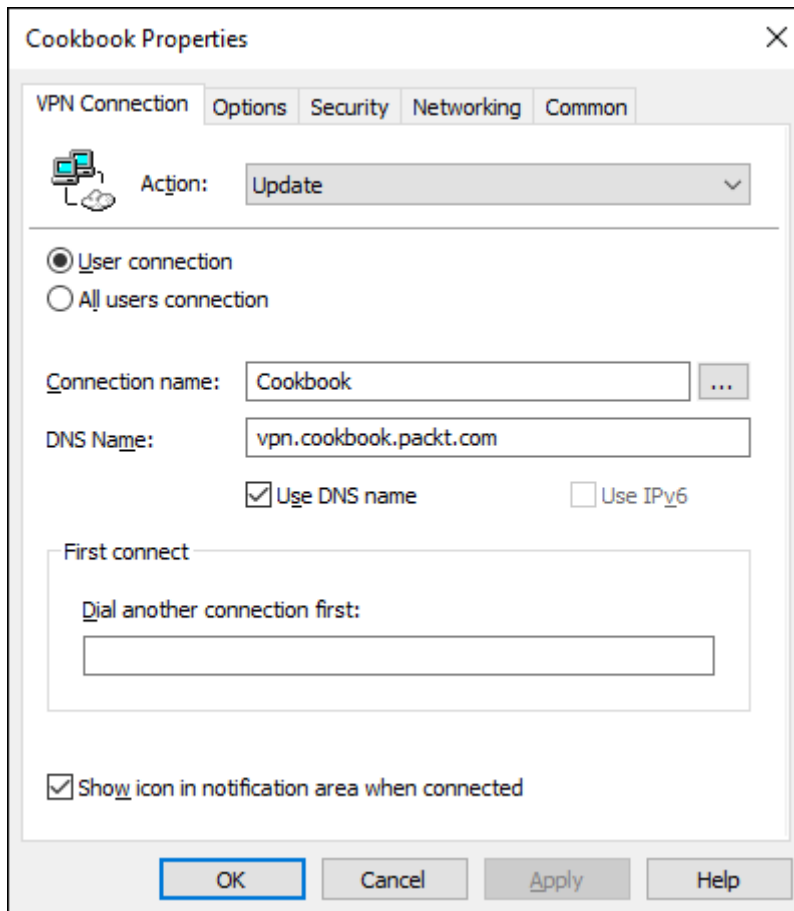 Cookbook Properties
VPN Connection Options Security Networking Common
Action: Update
User connection
All users connection
Connection name: Cookbook ...
DNS Name: vpn.cookbook.packt.com
Use DNS name Use IPv6
First connect
Dial another connection first:
Show icon in notification area when connected
OK Cancel Apply Help